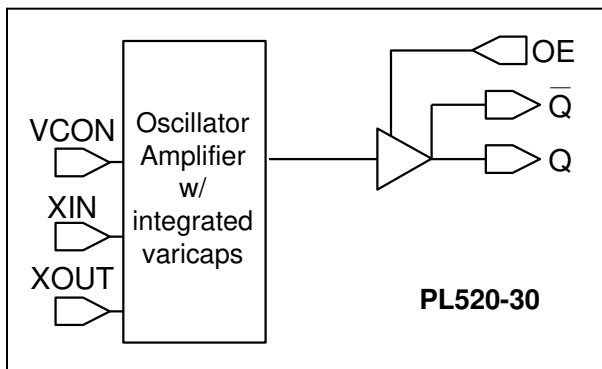 OE
Q̅
Q
VCON
XIN
XOUT
Oscillator
Amplifier
w/
integrated
varicaps
PL520-30